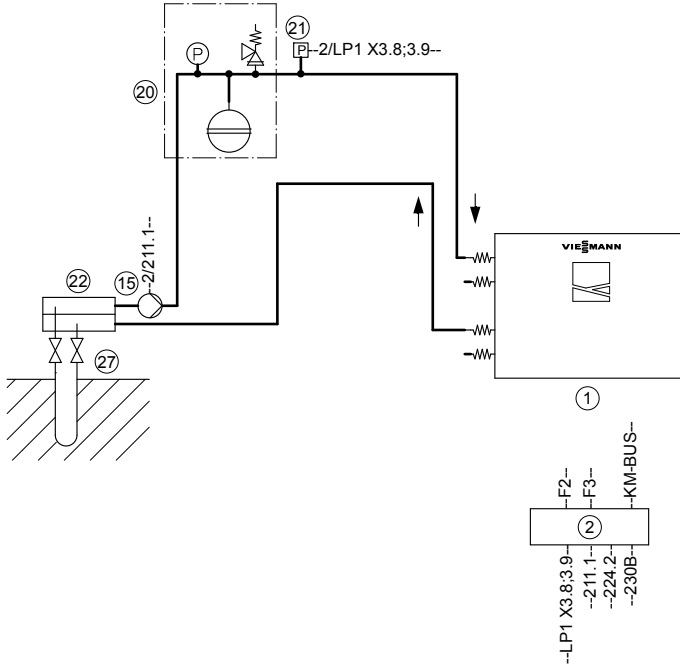 21
P
P
--2/LP1 X3.8;3.9--
20
--2/211.1--
VIESMANN
22
15
27
1
--F2--
--F3--
--KM-BUS--
2
--LP1 X3.8;3.9--
--211.1--
--224.2--
--230B--